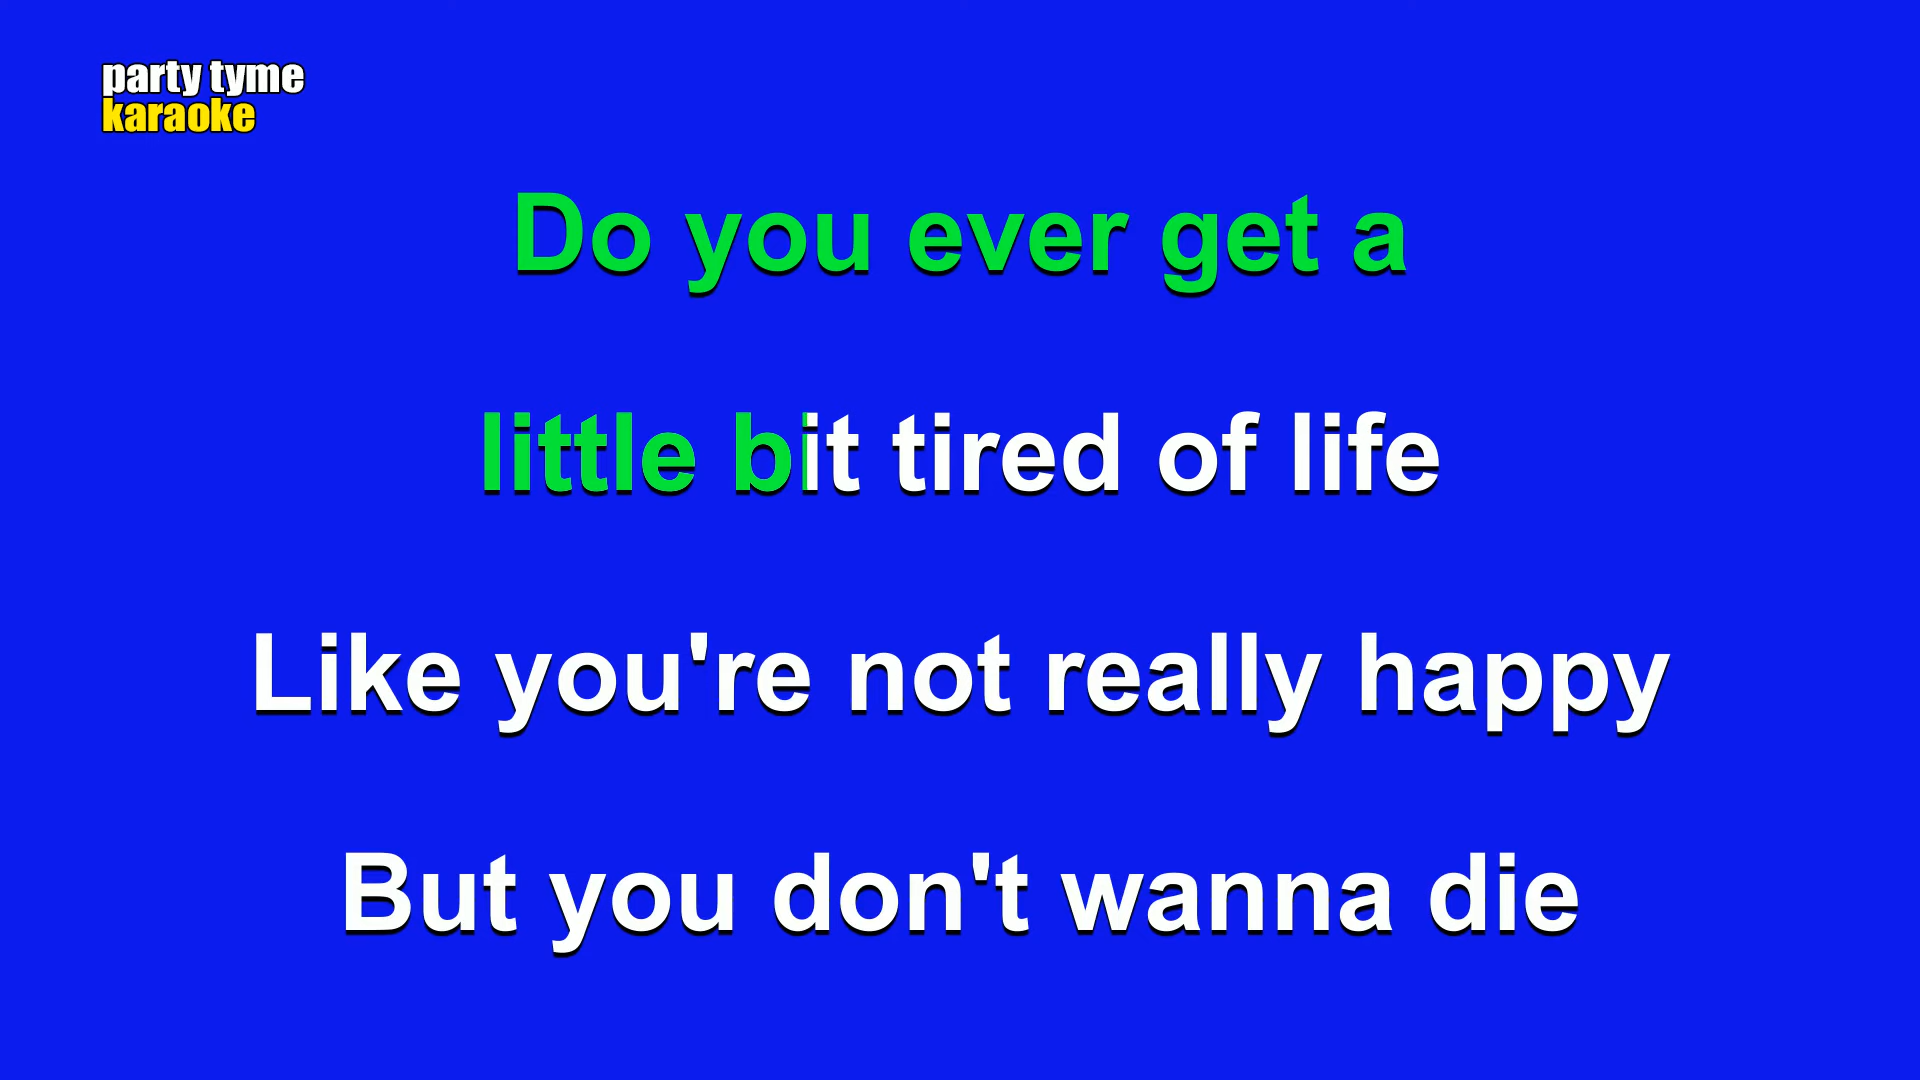 party tyme
karaoke
Do you ever get a
little bit tired of life
Like you're not really happy
But you don't wanna die